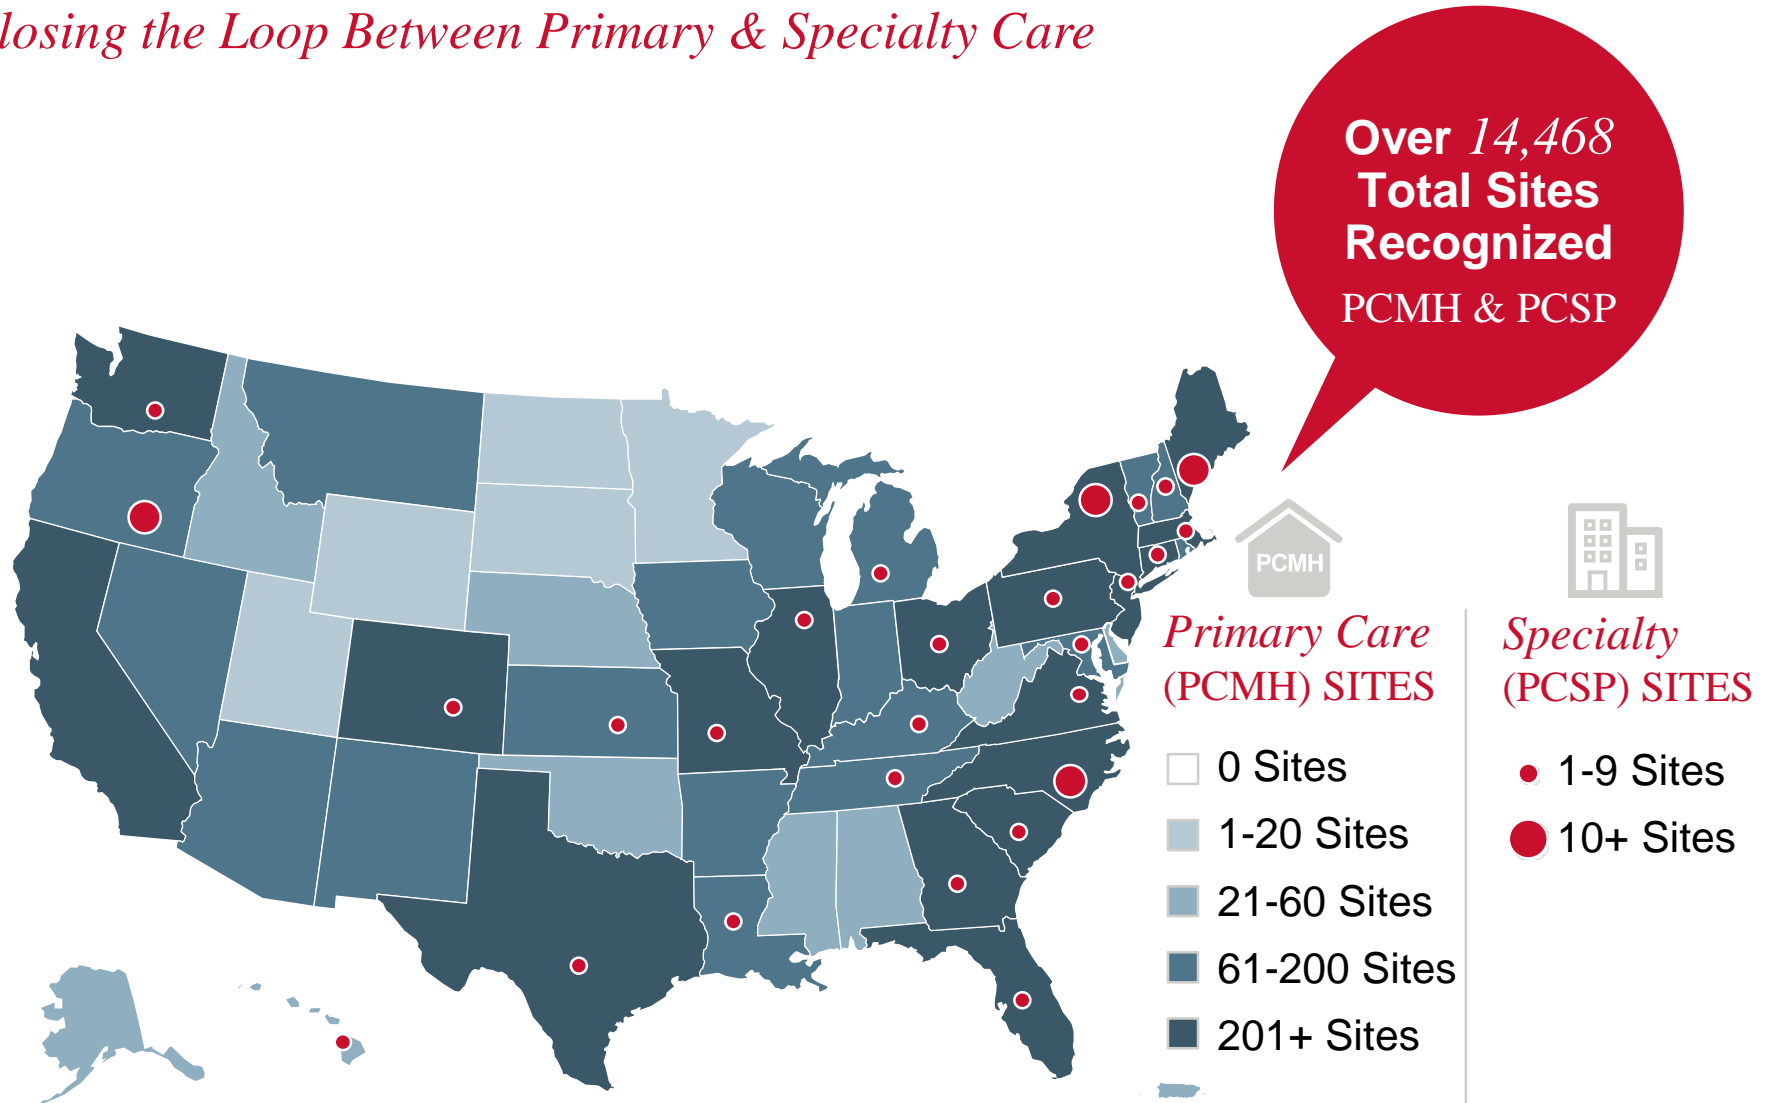 losing the Loop Between Primary & Specialty Care
Over 14,468
Total Sites
Recognized
PCMH & PCSP
PCMH
Primary Care
(PCMH) SITES
0 Sites
1-20 Sites
21-60 Sites
61-200 Sites
201+ Sites
Specialty
(PCSP) SITES
1-9 Sites
10+ Sites